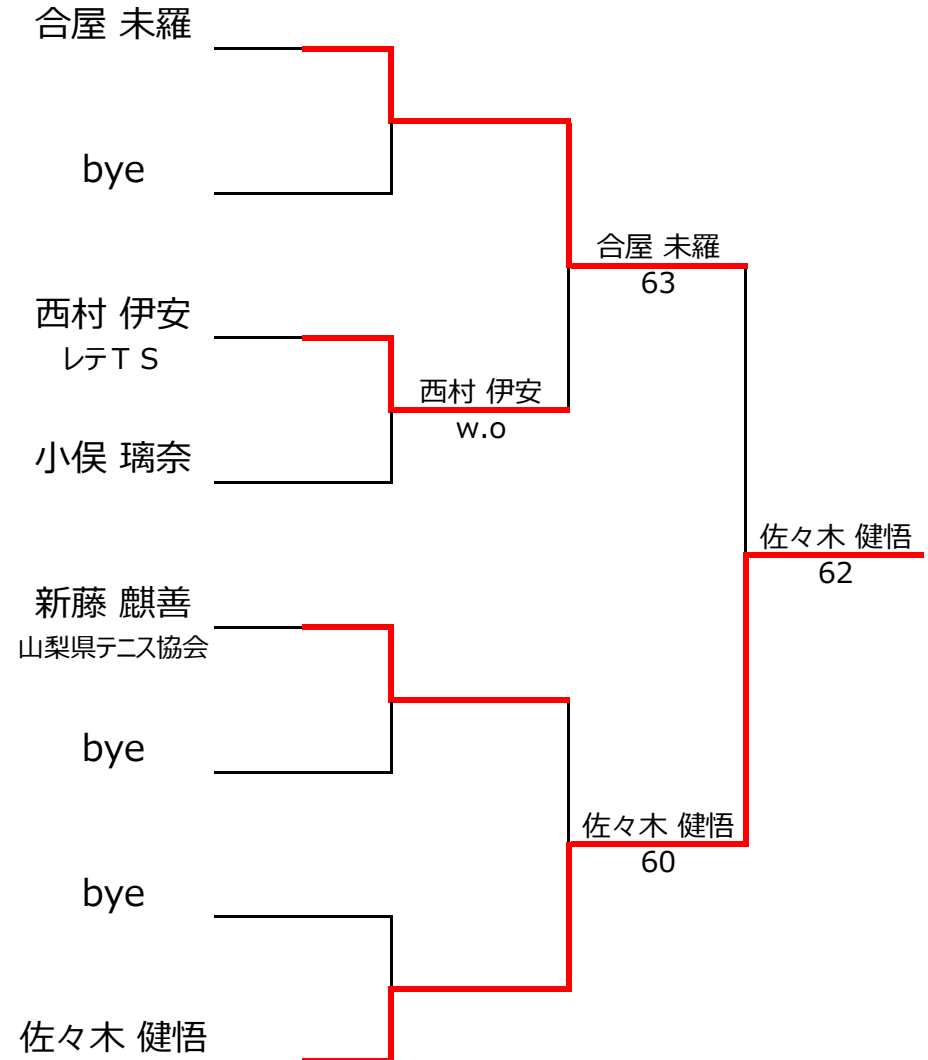 合屋 未羅
bye
合屋 未羅
63
西村 伊安
レテＴＳ
西村 伊安
w.o
小俣 璃奈
佐々木 健悟
62
新藤 麒善
山梨県テニス協会
bye
佐々木 健悟
60
bye
佐々木 健悟